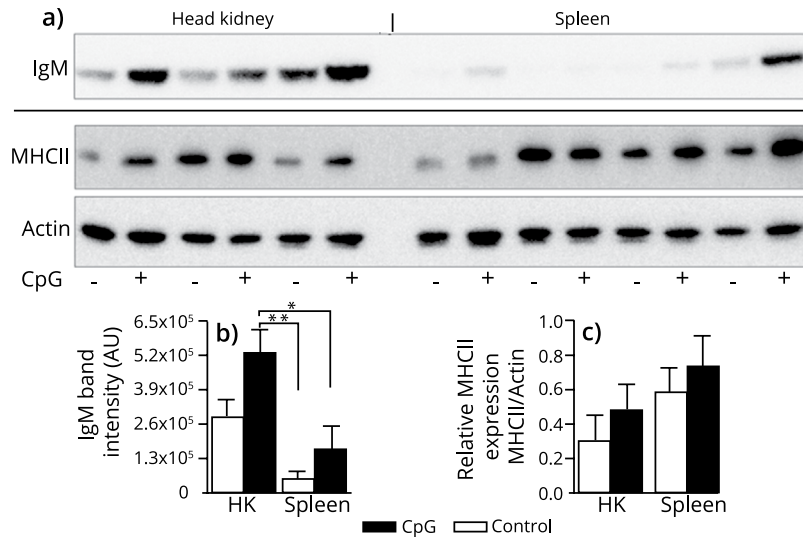 a) Head kidney | Spleen
IgM
MHCII
Actin
CpG - + - + - + - + - + - + - +
b)
IgM band
intensity (AU)
6.5x10⁵
5.2x10⁵
3.9x10⁵
2.6x10⁵
1.3x10⁵
0
*
**
HK Spleen
c)
Relative MHCII
expression
MHCII/Actin
1.0
0.8
0.6
0.4
0.2
0.0
HK Spleen
CpG Control